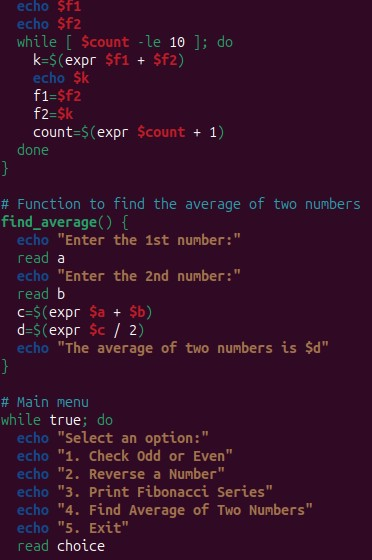 echo $f1
echo $f2
while [ $count -le 10 ]; do
k=$(expr $f1 + $f2)
echo $k
f1=$f2
f2=$k
count=$(expr $count + 1)
done
}
# Function to find the average of two numbers
find_average() {
echo "Enter the 1st number:"
read a
echo "Enter the 2nd number:"
read b
c=$(expr $a + $b)
d=$(expr $c / 2)
echo "The average of two numbers is $d"
}
# Main menu
while true; do
echo "Select an option:"
echo "1. Check Odd or Even"
echo "2. Reverse a Number"
echo "3. Print Fibonacci Series"
echo "4. Find Average of Two Numbers"
echo "5. Exit"
read choice